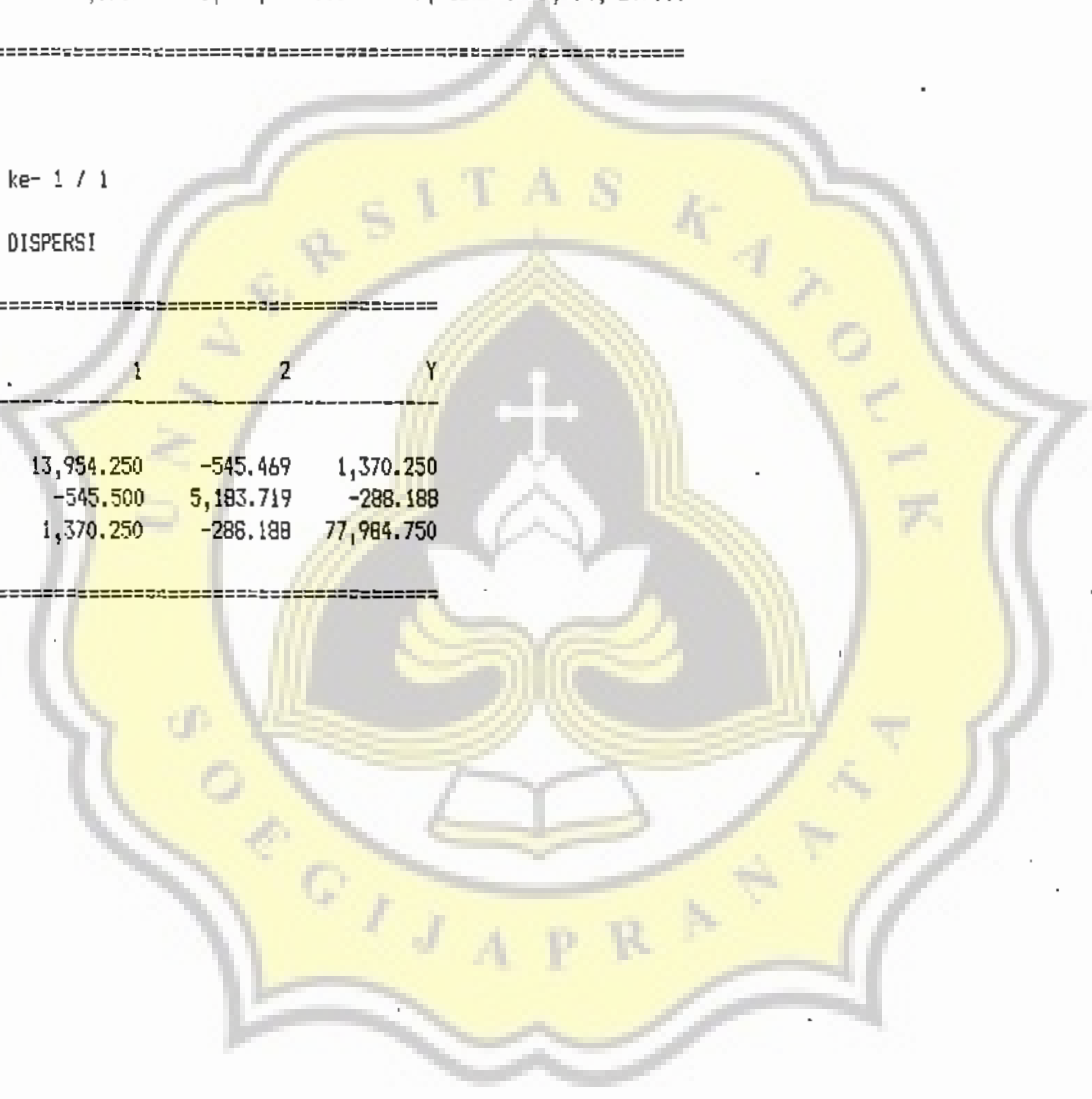 ke- 1 / 1
DISPERSI
1 2 Y
13,954.250 -545.469 1,370.250
-545.500 5,183.719 -288.188
1,370.250 -286.188 77,984.750
UNIVERSITAS KATOLIK
SOEGIJAPRANATA